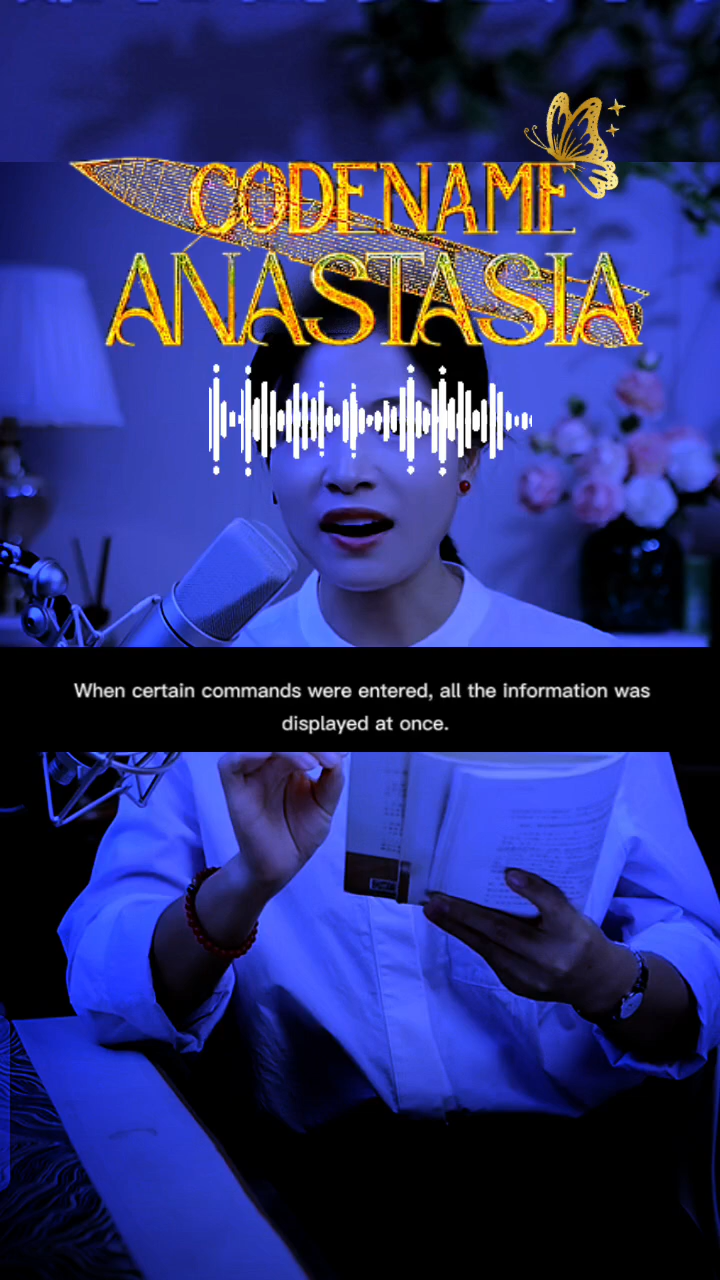 CODENAME
ANASTASIA
When certain commands were entered, all the information was
displayed at once.